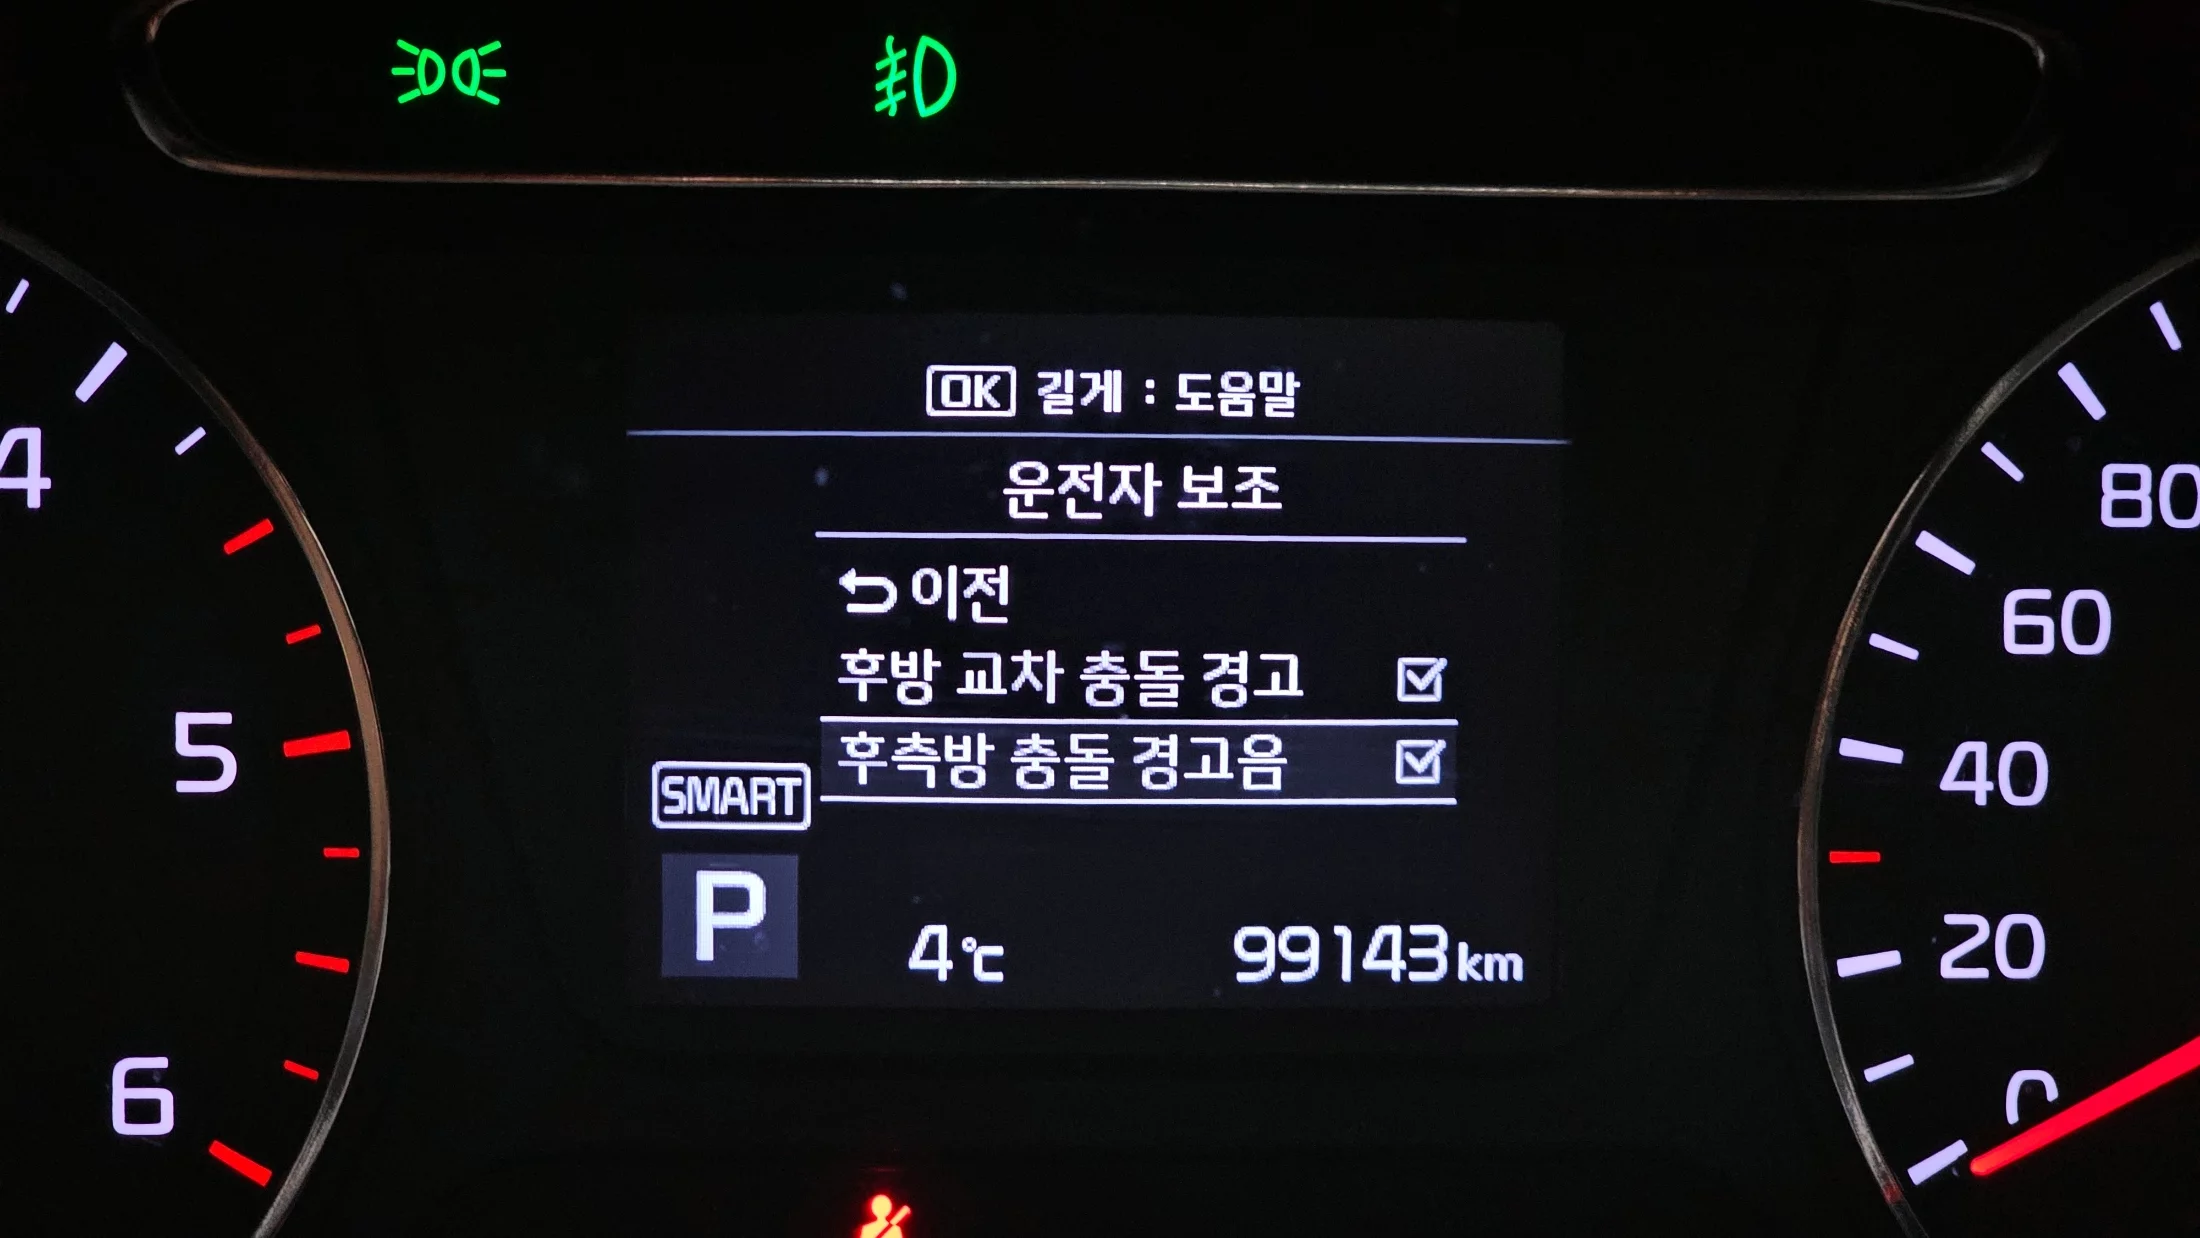 OK 길게 : 도움말
운전자 보조
이전
후방 교차 충돌 경고
후측방 충돌 경고음
SMART
P
4℃
99143 km
4
5
6
80
60
40
20
0